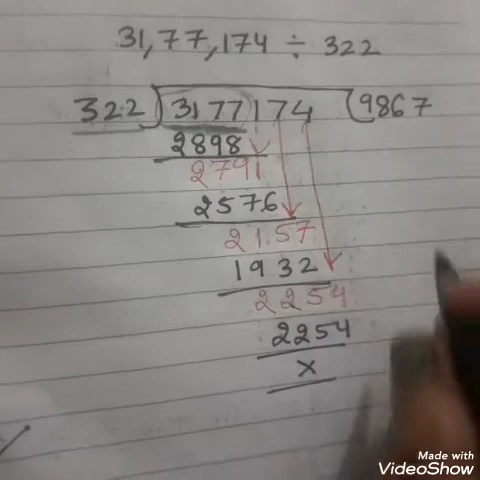 31,77,174 ÷ 322
322 ) 3177174 ( 9867
2898
2791
2576
2157
1932
2254
2254
x
Made with
VideoShow